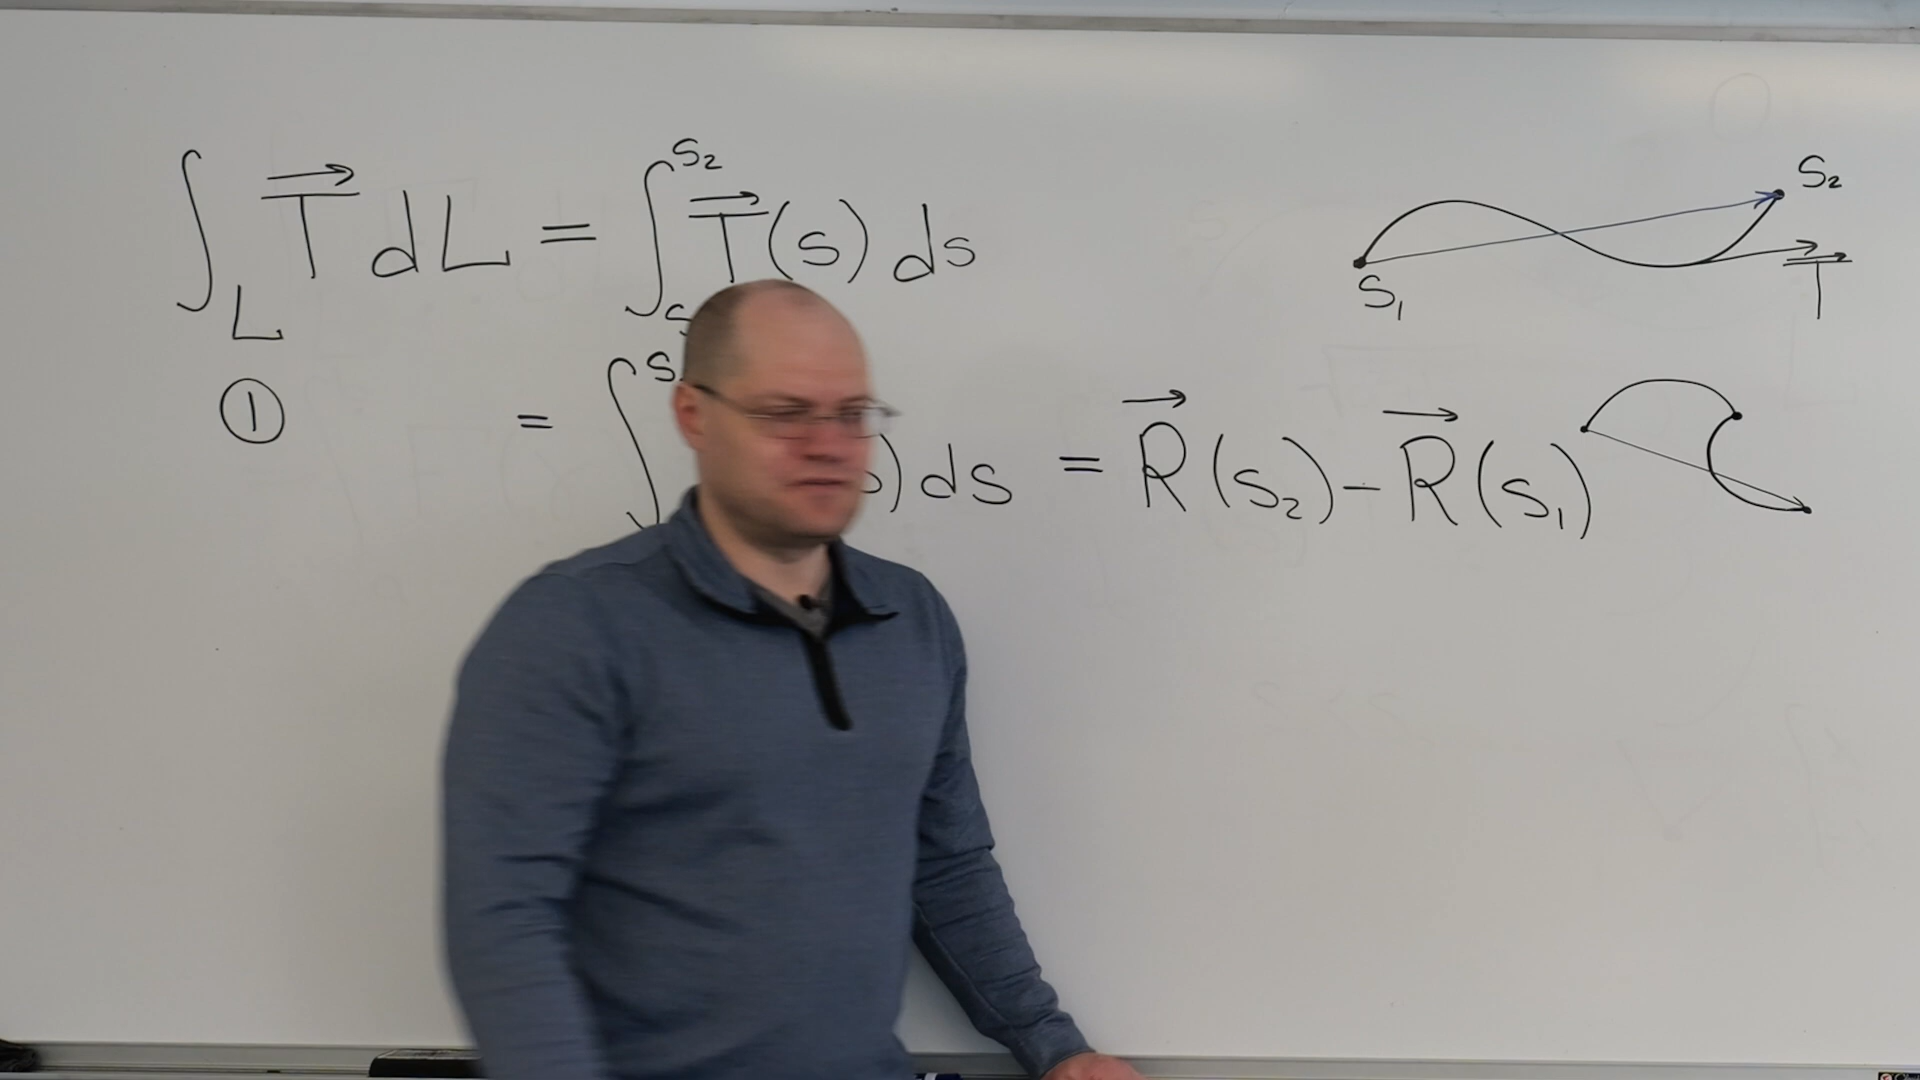 ∫_L T⃗ dL = ∫^{S₂} T⃗(s) ds
① = ∫ ) ds = R⃗(s₂) − R⃗(s₁)
S₂
S₁
T⃗